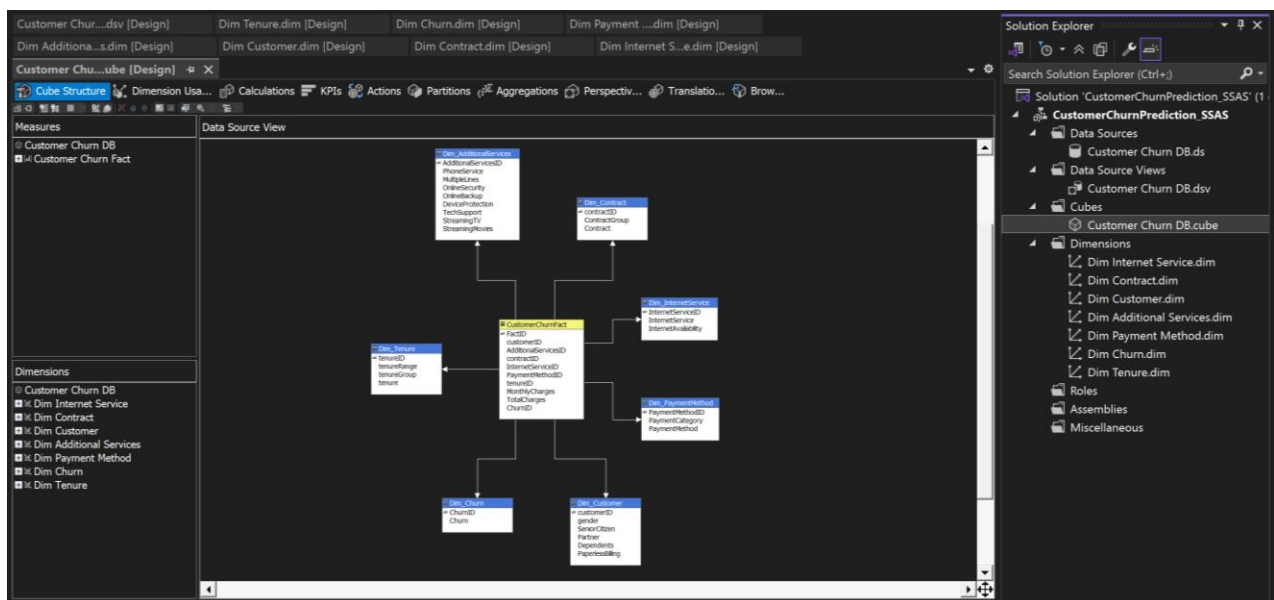 Customer Chur....dsv [Design]
Dim Tenure.dim [Design]
Dim Churn.dim [Design]
Dim Payment ....dim [Design]
Dim Additiona...s.dim [Design]
Dim Customer.dim [Design]
Dim Contract.dim [Design]
Dim Internet S...e.dim [Design]
Customer Chu...ube [Design]
Cube Structure
Dimension Usa...
Calculations
KPIs
Actions
Partitions
Aggregations
Perspectiv...
Translatio...
Brow...
Measures
Customer Churn DB
Customer Churn Fact
Dimensions
Customer Churn DB
Dim Internet Service
Dim Contract
Dim Customer
Dim Additional Services
Dim Payment Method
Dim Churn
Dim Tenure
Data Source View
Dim_AdditionalServices
AdditionalServicesID
PhoneService
MultipleLines
OnlineSecurity
OnlineBackup
DeviceProtection
TechSupport
StreamingTV
StreamingMovies
Dim_Contract
contractID
ContractGroup
Contract
Dim_InternetService
InternetServiceID
InternetService
InternetAvailability
CustomerChurnFact
FactID
customerID
AdditionalServicesID
contractID
InternetServiceID
PaymentMethodID
tenureID
MonthlyCharges
TotalCharges
ChurnID
Dim_Tenure
tenureID
tenureRange
tenureGroup
tenure
Dim_PaymentMethod
PaymentMethodID
PaymentCategory
PaymentMethod
Dim_Churn
ChurnID
Churn
Dim_Customer
customerID
gender
SeniorCitizen
Partner
Dependents
PaperlessBilling
Solution Explorer
Search Solution Explorer (Ctrl+;)
Solution 'CustomerChurnPrediction_SSAS' (1
CustomerChurnPrediction_SSAS
Data Sources
Customer Churn DB.ds
Data Source Views
Customer Churn DB.dsv
Cubes
Customer Churn DB.cube
Dimensions
Dim Internet Service.dim
Dim Contract.dim
Dim Customer.dim
Dim Additional Services.dim
Dim Payment Method.dim
Dim Churn.dim
Dim Tenure.dim
Roles
Assemblies
Miscellaneous